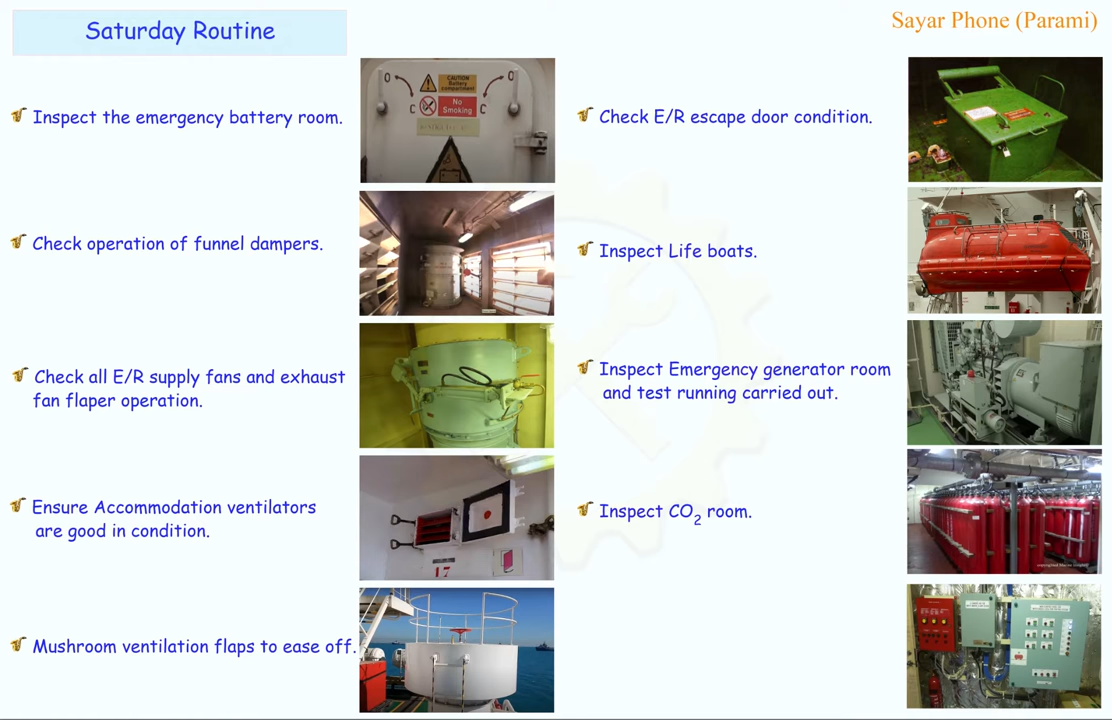 Saturday Routine
Sayar Phone (Parami)
Inspect the emergency battery room.
CAUTION
Battery
compartment
No
Smoking
O
O
C
C
Check operation of funnel dampers.
Check all E/R supply fans and exhaust
fan flaper operation.
Ensure Accommodation ventilators
are good in condition.
17
Mushroom ventilation flaps to ease off.
Check E/R escape door condition.
Inspect Life boats.
Inspect Emergency generator room
and test running carried out.
Inspect CO₂ room.